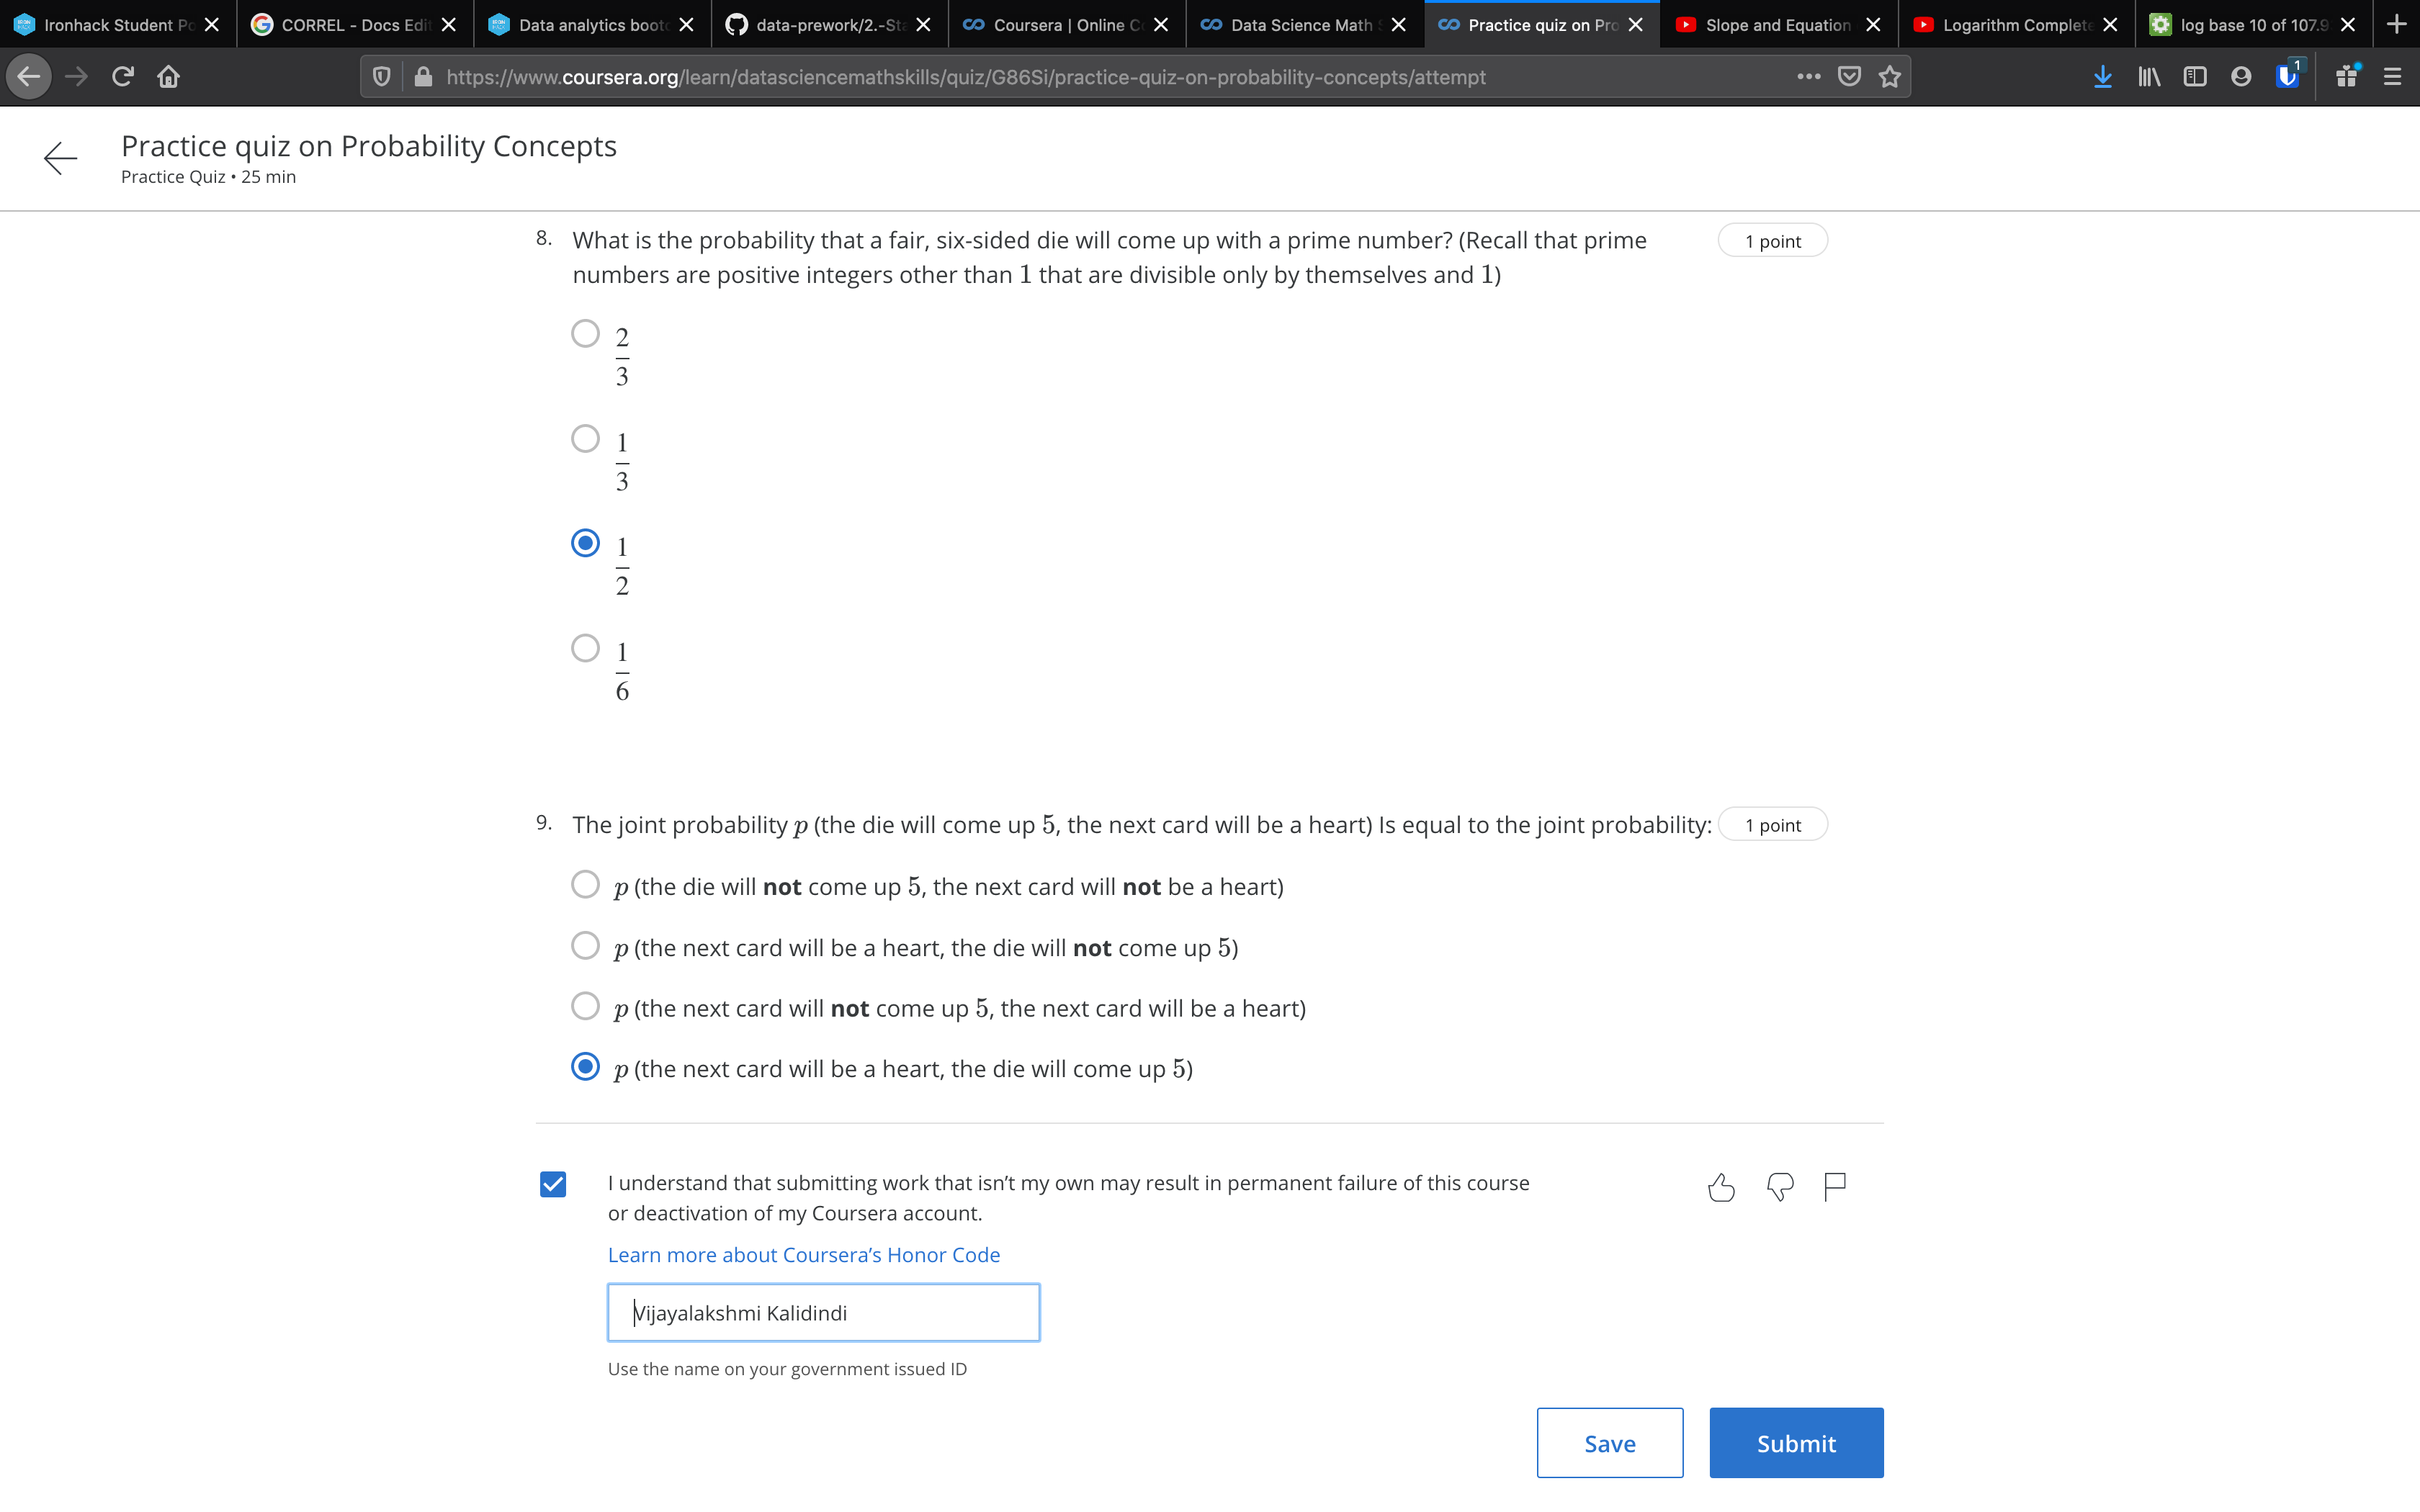 Ironhack Student Po
CORREL - Docs Edit
Data analytics boot
data-prework/2.-Sta
Coursera | Online C
Data Science Math S
Practice quiz on Pro
Slope and Equation
Logarithm Complete
log base 10 of 107.9
https://www.coursera.org/learn/datasciencemathskills/quiz/G86Si/practice-quiz-on-probability-concepts/attempt
1
Practice quiz on Probability Concepts
Practice Quiz • 25 min
8. What is the probability that a fair, six-sided die will come up with a prime number? (Recall that prime
1 point
numbers are positive integers other than 1 that are divisible only by themselves and 1)
2
3
1
3
1
2
1
6
9. The joint probability p (the die will come up 5, the next card will be a heart) Is equal to the joint probability:
1 point
p (the die will not come up 5, the next card will not be a heart)
p (the next card will be a heart, the die will not come up 5)
p (the next card will not come up 5, the next card will be a heart)
p (the next card will be a heart, the die will come up 5)
I understand that submitting work that isn't my own may result in permanent failure of this course
or deactivation of my Coursera account.
Learn more about Coursera's Honor Code
Vijayalakshmi Kalidindi
Use the name on your government issued ID
Save
Submit